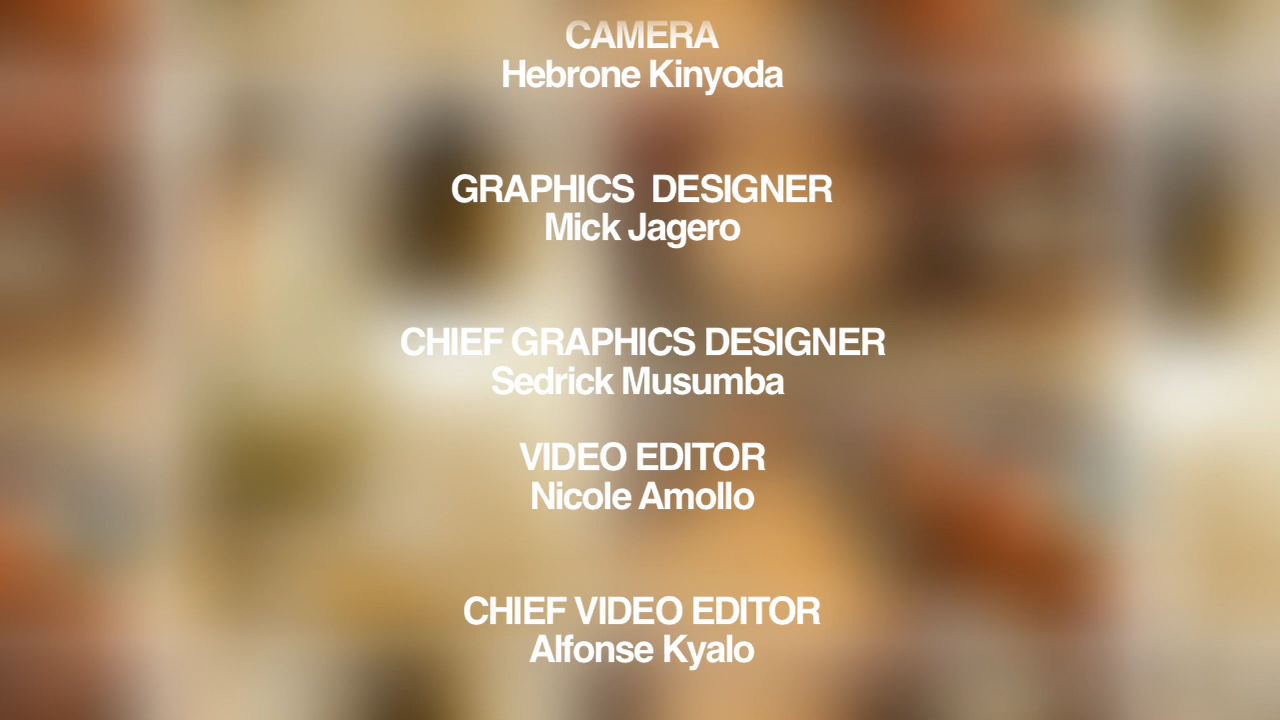 CAMERA
Hebrone Kinyoda
GRAPHICS  DESIGNER
Mick Jagero
CHIEF GRAPHICS DESIGNER
Sedrick Musumba
VIDEO EDITOR
Nicole Amollo
CHIEF VIDEO EDITOR
Alfonse Kyalo